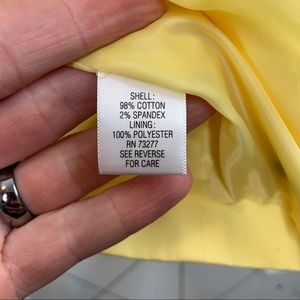 SHELL:
98% COTTON
2% SPANDEX
LINING:
100% POLYESTER
RN 73277
SEE REVERSE
FOR CARE